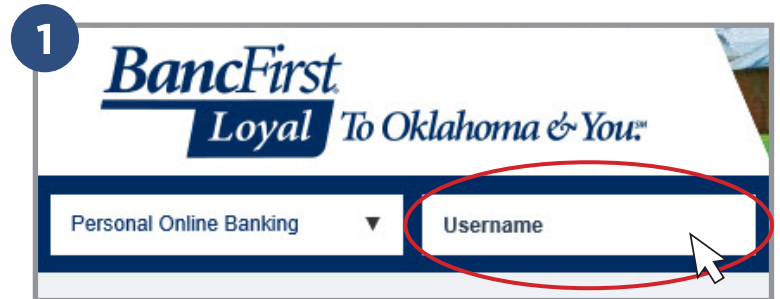 1
BancFirst
Loyal To Oklahoma & You.℠
Personal Online Banking ▼ Username